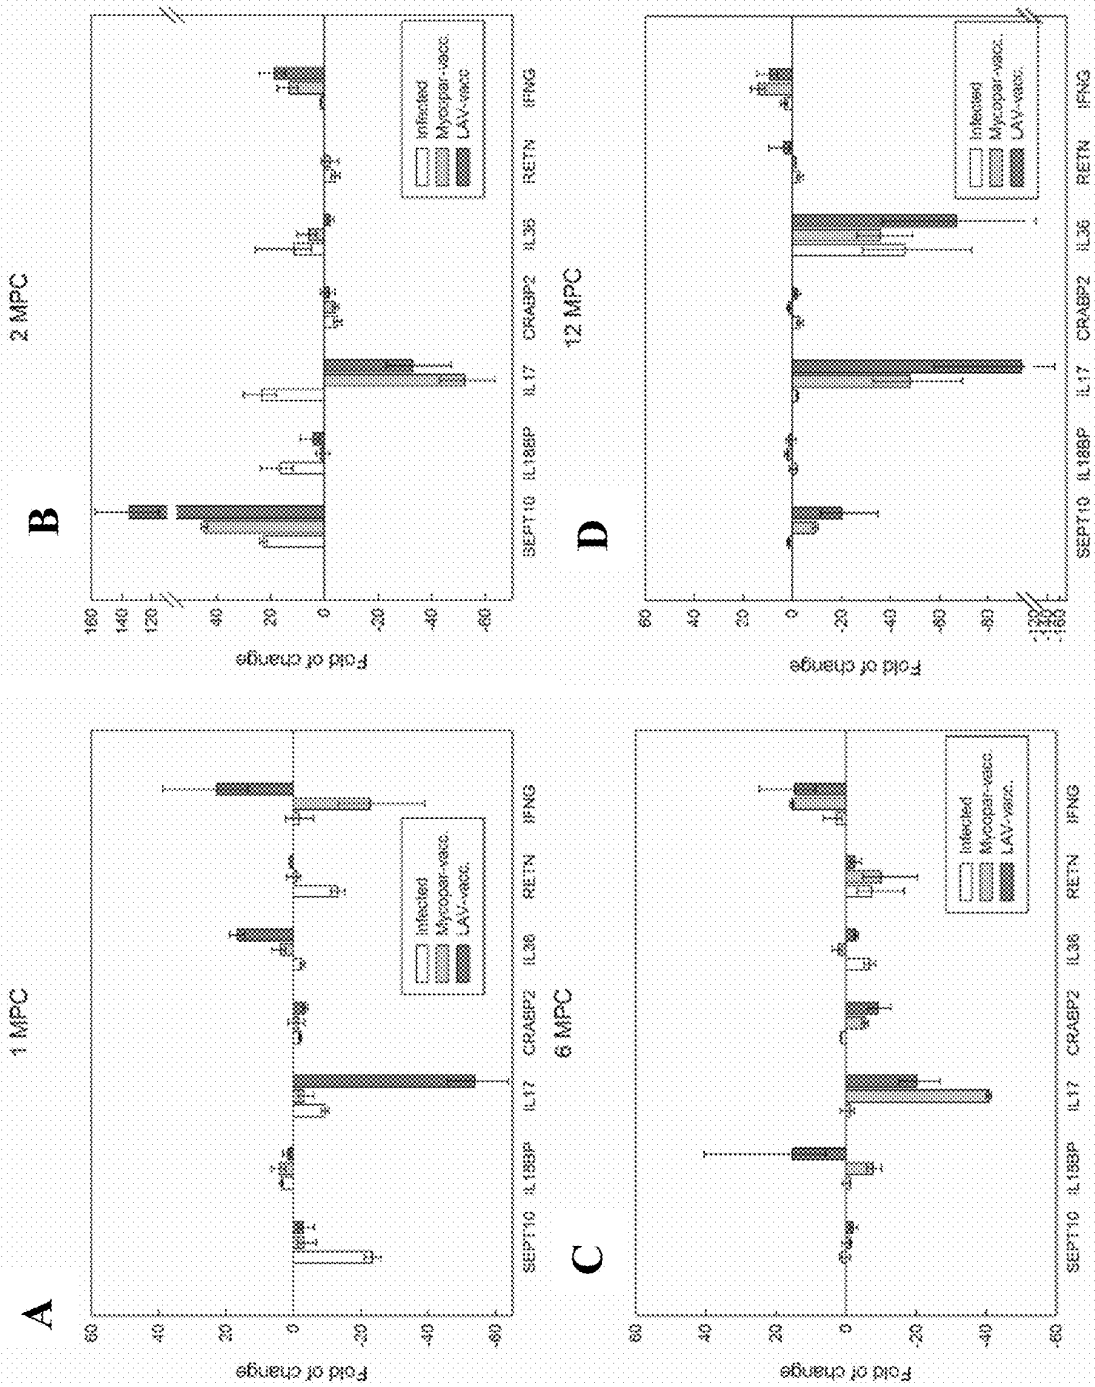 A
1 MPC
Fold of change
60
40
20
0
-20
-40
-60
Infected
Mycopar-vacc.
LAV-vacc.
SEPT10 IL18BP IL17 CRABP2 IL36 RETN IFNG
B
2 MPC
Fold of change
160
140
120
40
20
0
-20
-40
-60
Infected
Mycopar-vacc.
LAV-vacc.
SEPT10 IL18BP IL17 CRABP2 IL36 RETN IFNG
C
6 MPC
Fold of change
60
40
20
0
-20
-40
-60
Infected
Mycopar-vacc.
LAV-vacc.
SEPT10 IL18BP IL17 CRABP2 IL36 RETN IFNG
D
12 MPC
Fold of change
60
40
20
0
-20
-40
-60
-80
Infected
Mycopar-vacc.
LAV-vacc.
SEPT10 IL18BP IL17 CRABP2 IL36 RETN IFNG